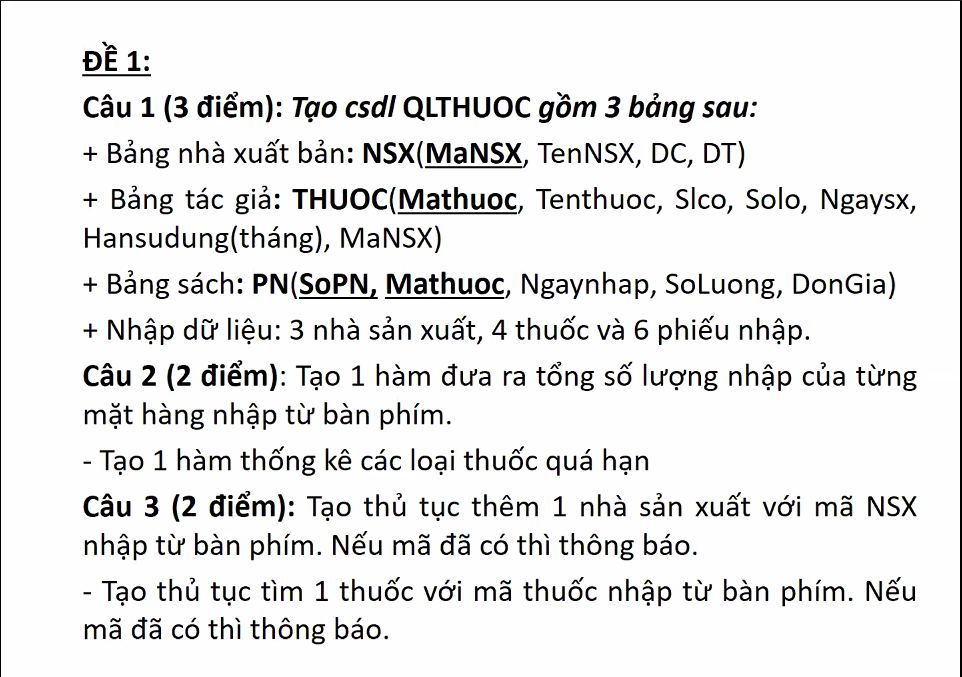 ĐỀ 1:
Câu 1 (3 điểm): Tạo csdl QLTHUOC gồm 3 bảng sau:
+ Bảng nhà xuất bản: NSX(MaNSX, TenNSX, DC, DT)
+ Bảng tác giả: THUOC(Mathuoc, Tenthuoc, Slco, Solo, Ngaysx,
Hansudung(tháng), MaNSX)
+ Bảng sách: PN(SoPN, Mathuoc, Ngaynhap, SoLuong, DonGia)
+ Nhập dữ liệu: 3 nhà sản xuất, 4 thuốc và 6 phiếu nhập.
Câu 2 (2 điểm): Tạo 1 hàm đưa ra tổng số lượng nhập của từng
mặt hàng nhập từ bàn phím.
- Tạo 1 hàm thống kê các loại thuốc quá hạn
Câu 3 (2 điểm): Tạo thủ tục thêm 1 nhà sản xuất với mã NSX
nhập từ bàn phím. Nếu mã đã có thì thông báo.
- Tạo thủ tục tìm 1 thuốc với mã thuốc nhập từ bàn phím. Nếu
mã đã có thì thông báo.